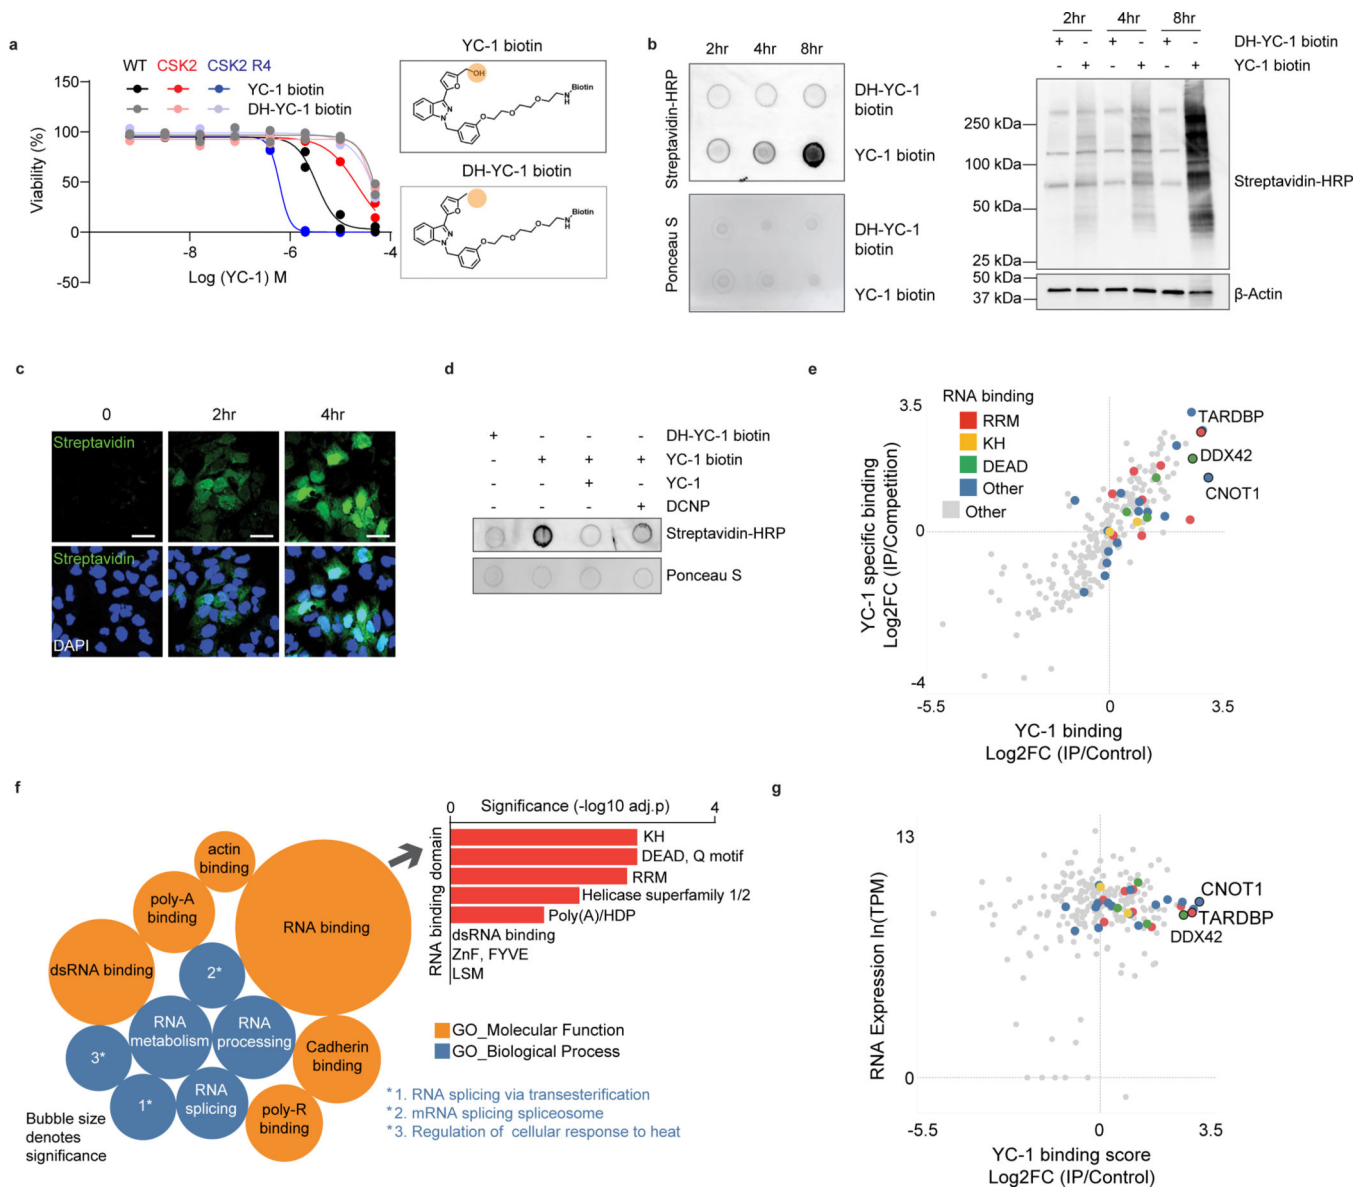 a
WT CSK2 CSK2 R4
YC-1 biotin
DH-YC-1 biotin
150
100
50
0
-50
Viability (%)
-8
-6
-4
Log (YC-1) M
YC-1 biotin
OH
N
N
O
O
O
O
N
H
Biotin
DH-YC-1 biotin
O
N
N
O
O
O
N
H
Biotin
b
2hr 4hr 8hr
Streptavidin-HRP
DH-YC-1
biotin
YC-1 biotin
Ponceau S
DH-YC-1
biotin
YC-1 biotin
2hr 4hr 8hr
+ - + - + - DH-YC-1 biotin
- + - + - + YC-1 biotin
250 kDa
100 kDa
50 kDa
25 kDa
Streptavidin-HRP
50 kDa
37 kDa
β-Actin
c
0 2hr 4hr
Streptavidin
Streptavidin
DAPI
d
+ - - - DH-YC-1 biotin
- + + + YC-1 biotin
- - + - YC-1
- - - + DCNP
Streptavidin-HRP
Ponceau S
e
3.5
0
-4
YC-1 specific binding
Log2FC (IP/Competition)
RNA binding
RRM
KH
DEAD
Other
Other
TARDBP
DDX42
CNOT1
-5.5 0 3.5
YC-1 binding
Log2FC (IP/Control)
f
actin
binding
poly-A
binding
RNA binding
dsRNA binding
2*
RNA
metabolism
RNA
processing
3*
Cadherin
binding
1*
RNA
splicing
poly-R
binding
Bubble size
denotes
significance
0 Significance (-log10 adj.p) 4
RNA binding domain
KH
DEAD, Q motif
RRM
Helicase superfamily 1/2
Poly(A)/HDP
dsRNA binding
ZnF, FYVE
LSM
GO_Molecular Function
GO_Biological Process
*1. RNA splicing via transesterification
*2. mRNA splicing spliceosome
*3. Regulation of cellular response to heat
g
13
0
RNA Expression ln(TPM)
CNOT1
TARDBP
DDX42
-5.5 0 3.5
YC-1 binding score
Log2FC (IP/Control)